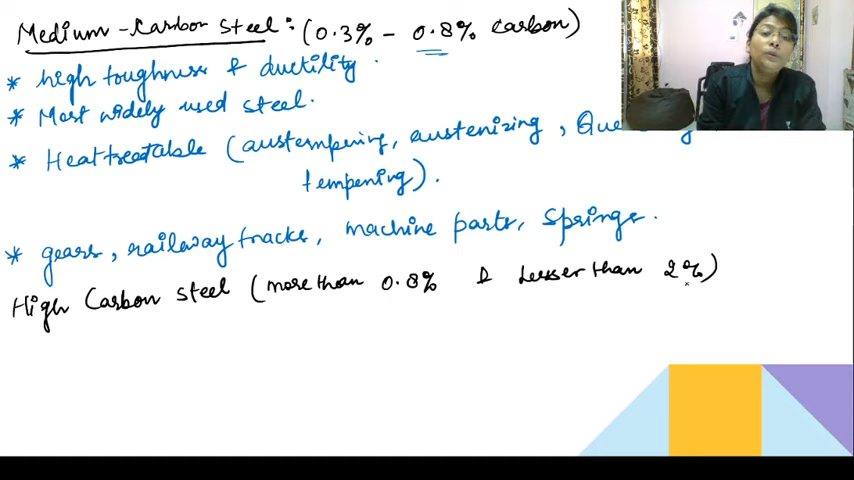 Medium-Carbon Steel: (0.3% - 0.8% carbon)
* high toughness & ductility.
* Most widely used steel.
* Heat treatable (austempering, austenizing,
tempering).
* gears, railway tracks, machine parts, springs.
High Carbon steel (more than 0.8% & Lesser than 2%)